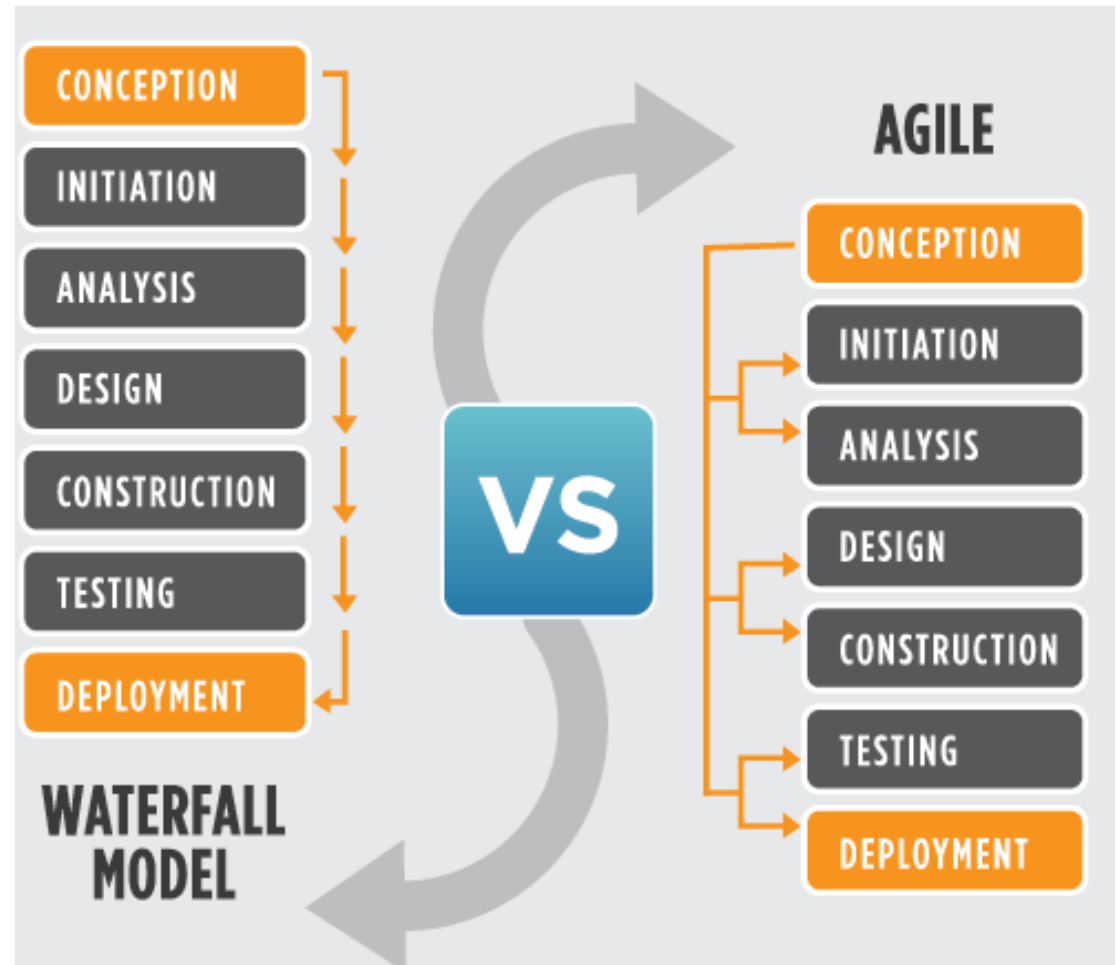 CONCEPTION
INITIATION
ANALYSIS
DESIGN
CONSTRUCTION
TESTING
DEPLOYMENT
WATERFALL
MODEL
VS
AGILE
CONCEPTION
INITIATION
ANALYSIS
DESIGN
CONSTRUCTION
TESTING
DEPLOYMENT